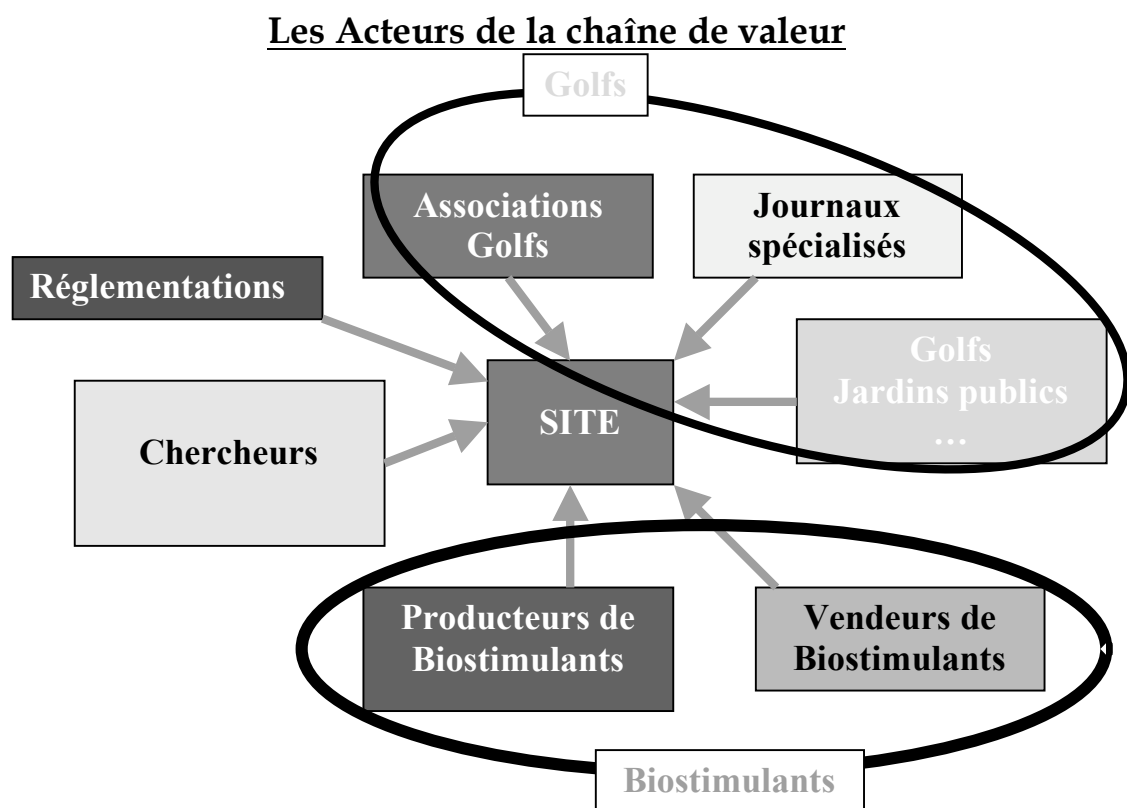 Les Acteurs de la chaîne de valeur
Golfs
Associations
Golfs
Journaux
spécialisés
Réglementations
Golfs
Jardins publics
…
SITE
Chercheurs
Producteurs de
Biostimulants
Vendeurs de
Biostimulants
Biostimulants